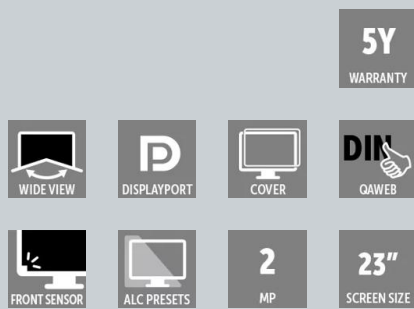 5Y
WARRANTY
WIDE VIEW
DISPLAYPORT
COVER
DIN
QAWEB
FRONT SENSOR
ALC PRESETS
2
MP
23"
SCREEN SIZE